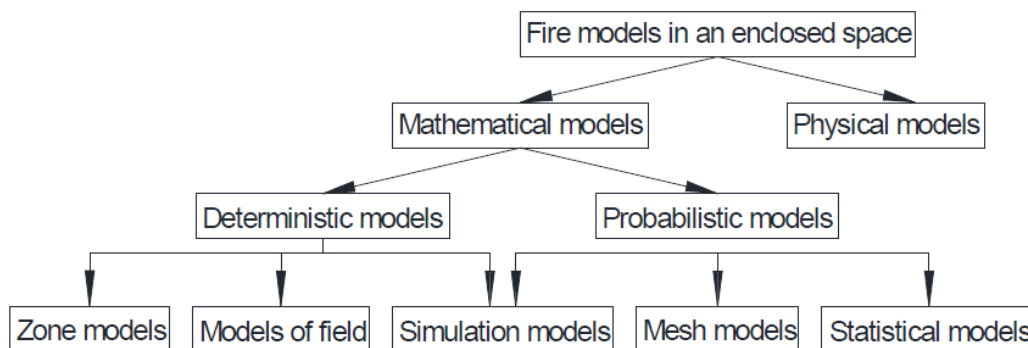 Fire models in an enclosed space
Mathematical models
Physical models
Deterministic models
Probabilistic models
Zone models
Models of field
Simulation models
Mesh models
Statistical models